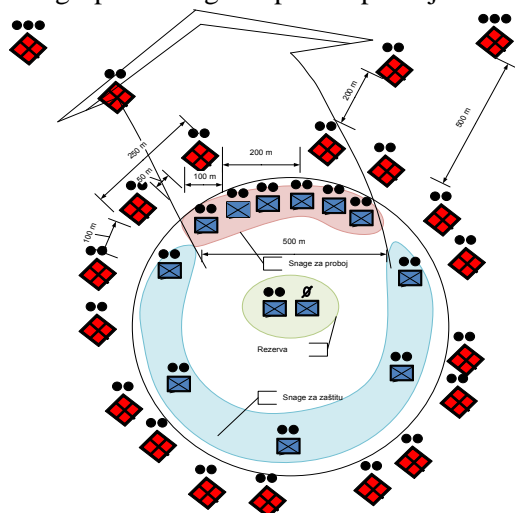 200 m
500 m
250 m
200 m
50 m
100 m
100 m
500 m
Snage za proboj
Rezerva
Snage za zaštitu